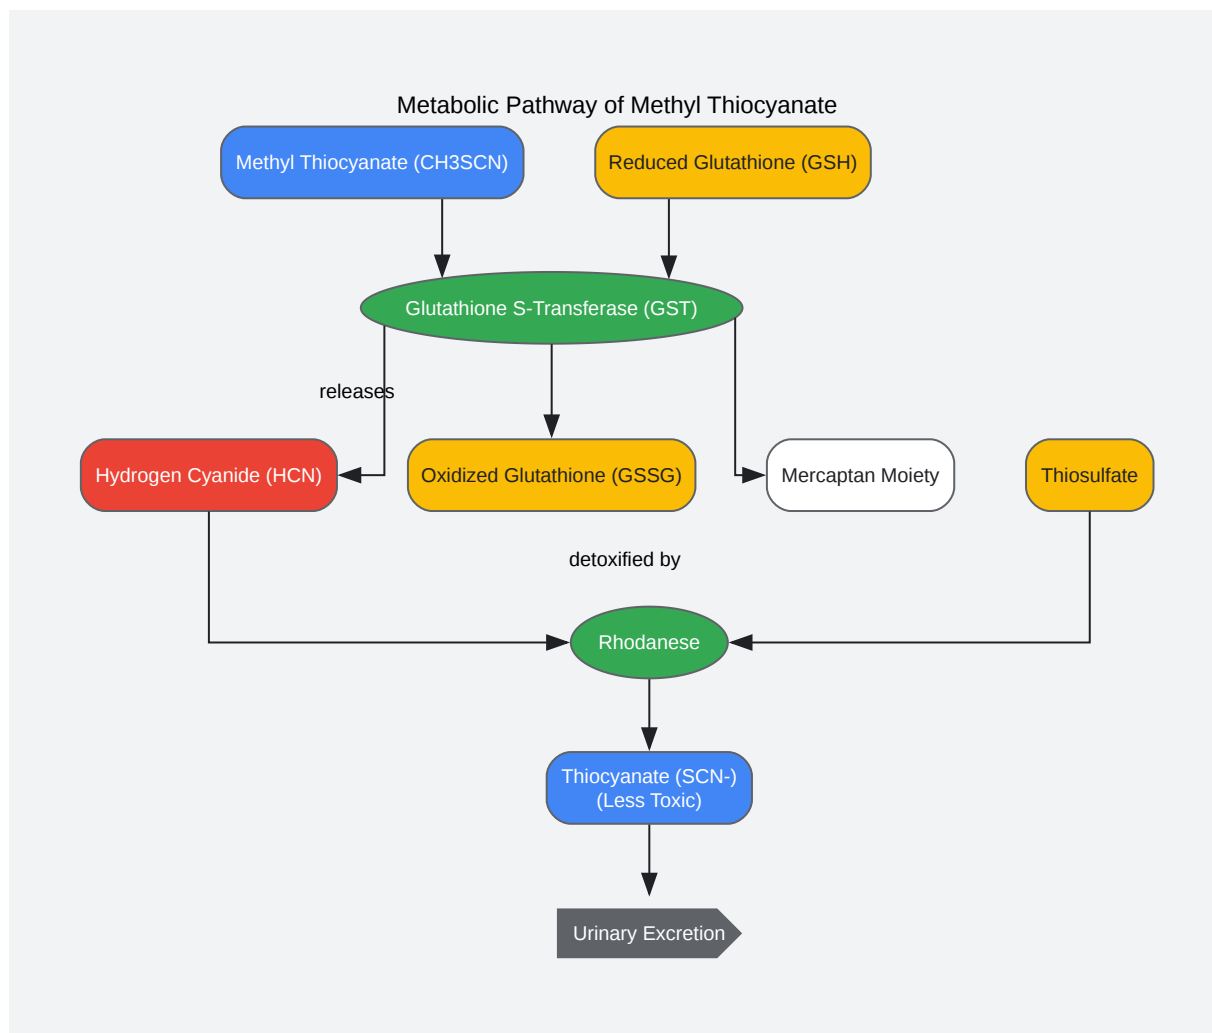 Metabolic Pathway of Methyl Thiocyanate
Methyl Thiocyanate (CH3SCN)
Reduced Glutathione (GSH)
Glutathione S-Transferase (GST)
releases
Hydrogen Cyanide (HCN)
Oxidized Glutathione (GSSG)
Mercaptan Moiety
Thiosulfate
detoxified by
Rhodanese
Thiocyanate (SCN-)
(Less Toxic)
Urinary Excretion